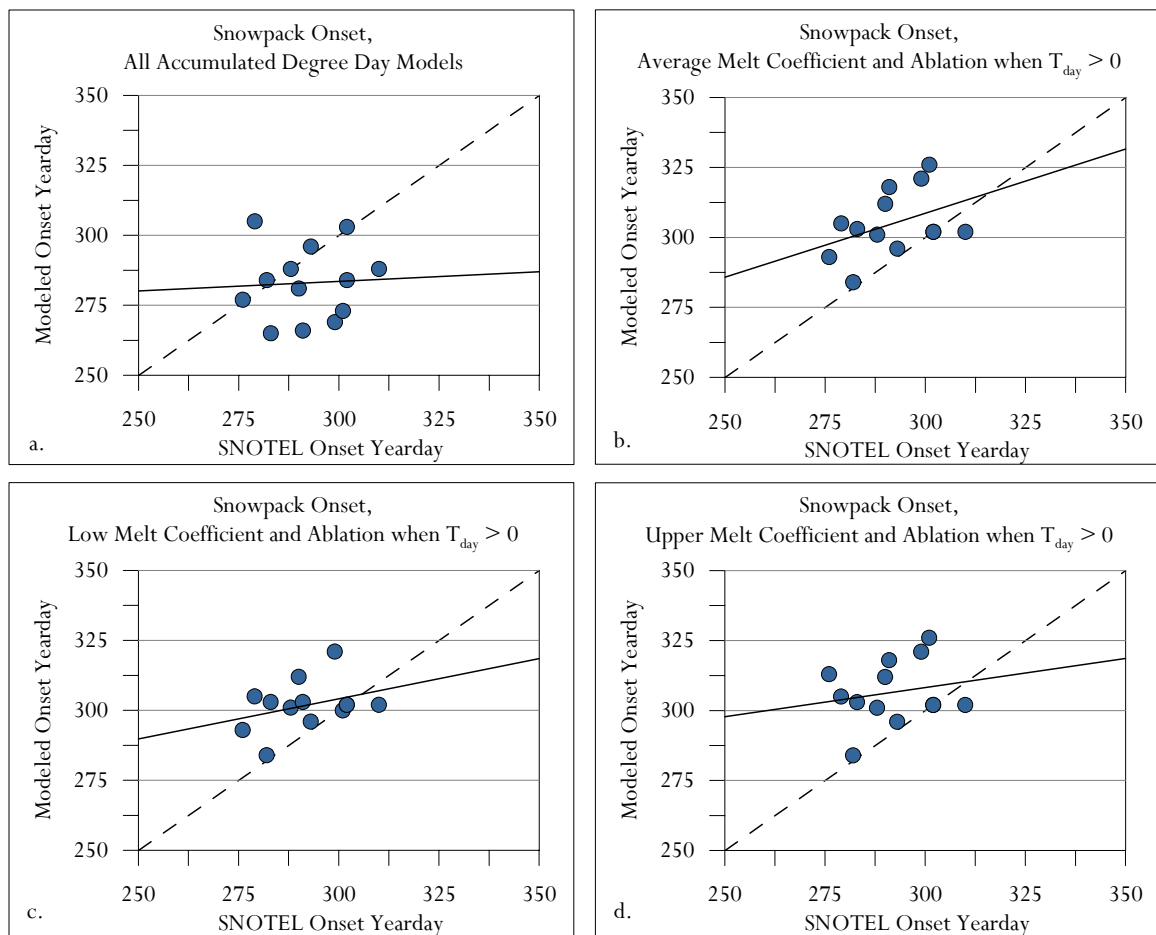 Snowpack Onset,
All Accumulated Degree Day Models
350
325
300
275
250
Modeled Onset Yearday
250 275 300 325 350
SNOTEL Onset Yearday
a.
Snowpack Onset,
Average Melt Coefficient and Ablation when Tday > 0
350
325
300
275
250
Modeled Onset Yearday
250 275 300 325 350
SNOTEL Onset Yearday
b.
Snowpack Onset,
Low Melt Coefficient and Ablation when Tday > 0
350
325
300
275
250
Modeled Onset Yearday
250 275 300 325 350
SNOTEL Onset Yearday
c.
Snowpack Onset,
Upper Melt Coefficient and Ablation when Tday > 0
350
325
300
275
250
Modeled Onset Yearday
250 275 300 325 350
SNOTEL Onset Yearday
d.